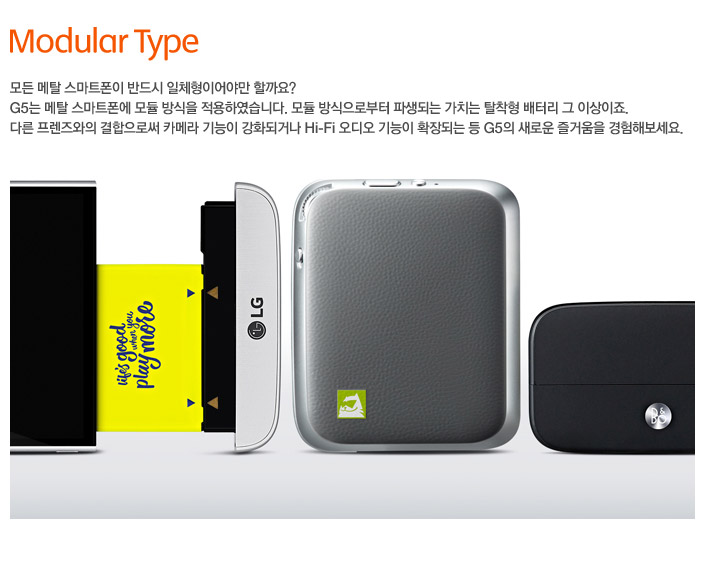 Modular Type
모든 메탈 스마트폰이 반드시 일체형이어야만 할까요?
G5는 메탈 스마트폰에 모듈 방식을 적용하였습니다. 모듈 방식으로부터 파생되는 가치는 탈착형 배터리 그 이상이죠.
다른 프렌즈와의 결합으로써 카메라 기능이 강화되거나 Hi-Fi 오디오 기능이 확장되는 등 G5의 새로운 즐거움을 경험해보세요.
life's good
when you
play more
LG
B&O